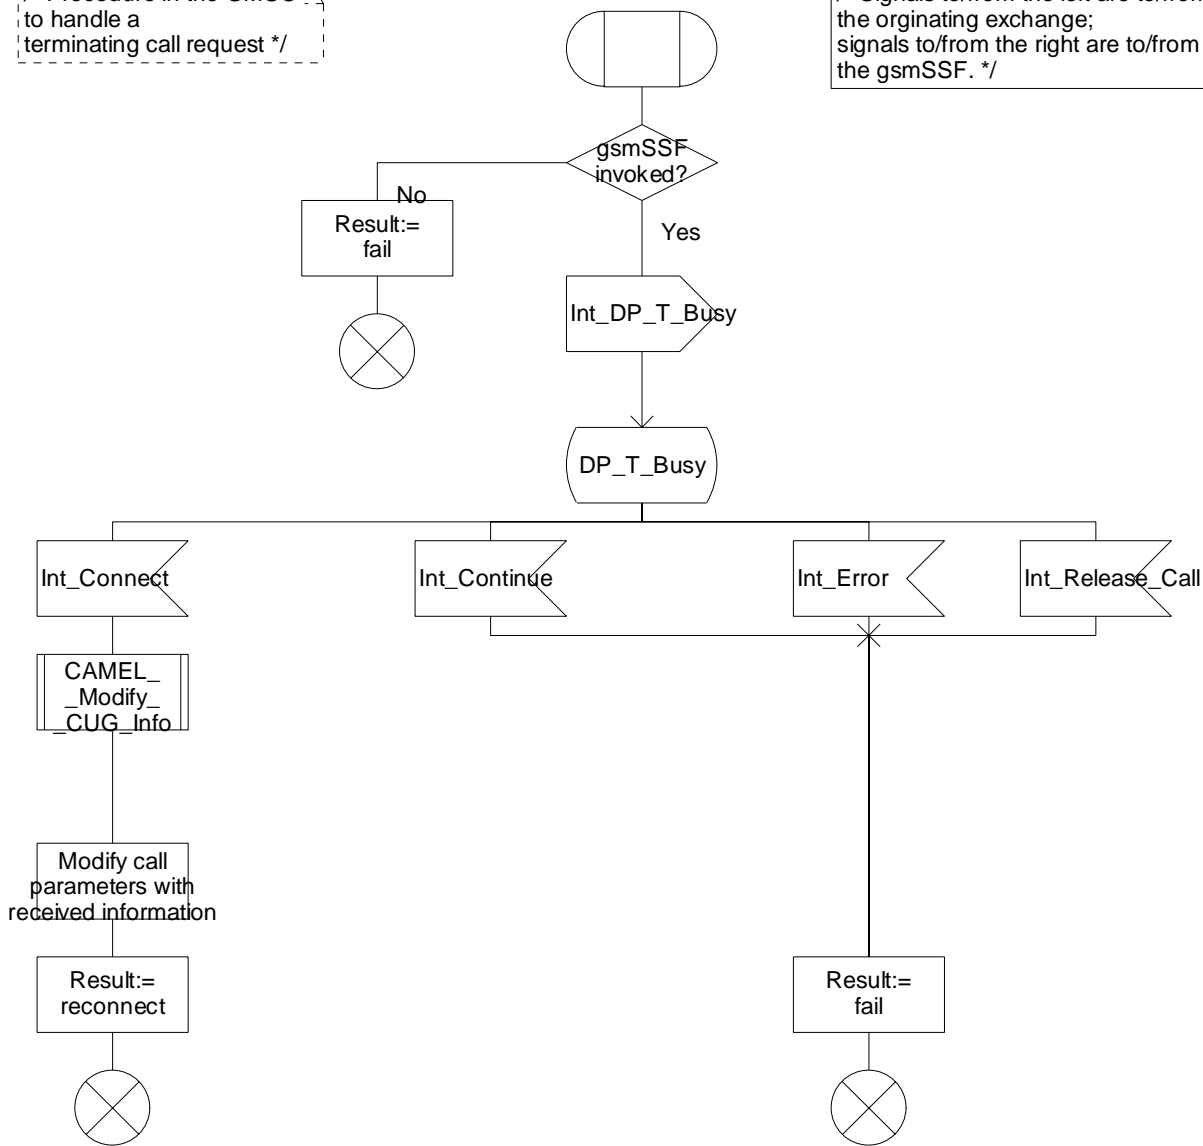 to handle a
terminating call request */
the orginating exchange;
signals to/from the right are to/from
the gsmSSF. */
gsmSSF
invoked?
No
Yes
Result:=
fail
Int_DP_T_Busy
DP_T_Busy
Int_Connect
Int_Continue
Int_Error
Int_Release_Call
CAMEL_
_Modify_
_CUG_Info
Modify call
parameters with
received information
Result:=
reconnect
Result:=
fail